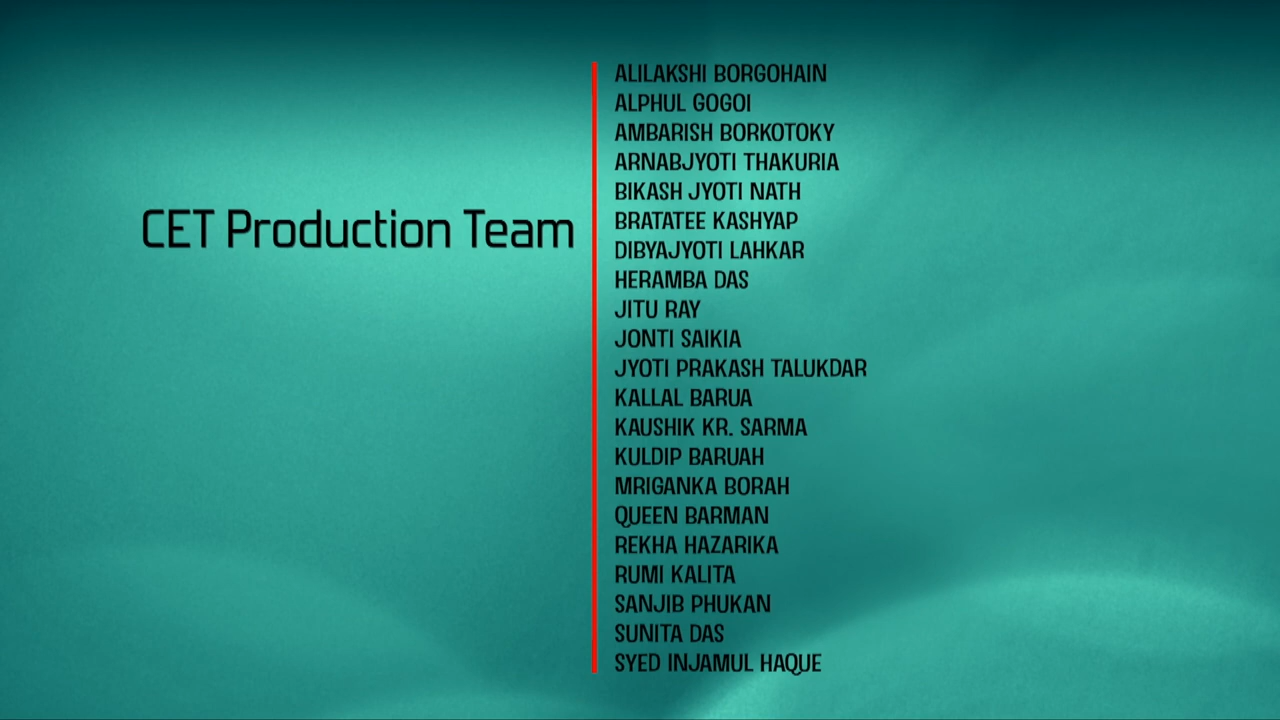 CET Production Team
ALILAKSHI BORGOHAIN
ALPHUL GOGOI
AMBARISH BORKOTOKY
ARNABJYOTI THAKURIA
BIKASH JYOTI NATH
BRATATEE KASHYAP
DIBYAJYOTI LAHKAR
HERAMBA DAS
JITU RAY
JONTI SAIKIA
JYOTI PRAKASH TALUKDAR
KALLAL BARUA
KAUSHIK KR. SARMA
KULDIP BARUAH
MRIGANKA BORAH
QUEEN BARMAN
REKHA HAZARIKA
RUMI KALITA
SANJIB PHUKAN
SUNITA DAS
SYED INJAMUL HAQUE